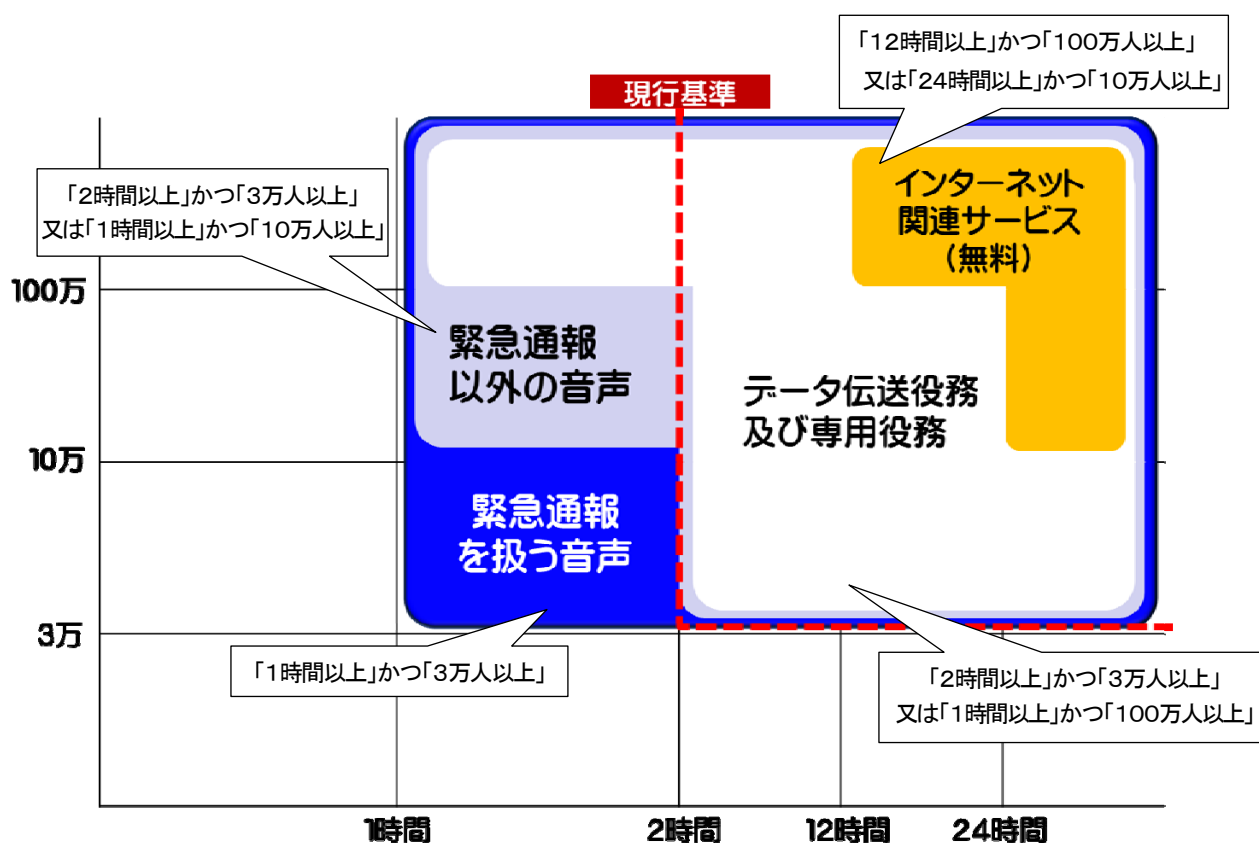 「12時間以上」かつ「100万人以上」
又は「24時間以上」かつ「10万人以上」
現行基準
「2時間以上」かつ「3万人以上」
又は「1時間以上」かつ「10万人以上」
インターネット
関連サービス
(無料)
100万
緊急通報
以外の音声
データ伝送役務
及び専用役務
10万
緊急通報
を扱う音声
3万
「1時間以上」かつ「3万人以上」
「2時間以上」かつ「3万人以上」
又は「1時間以上」かつ「100万人以上」
1時間
2時間
12時間
24時間